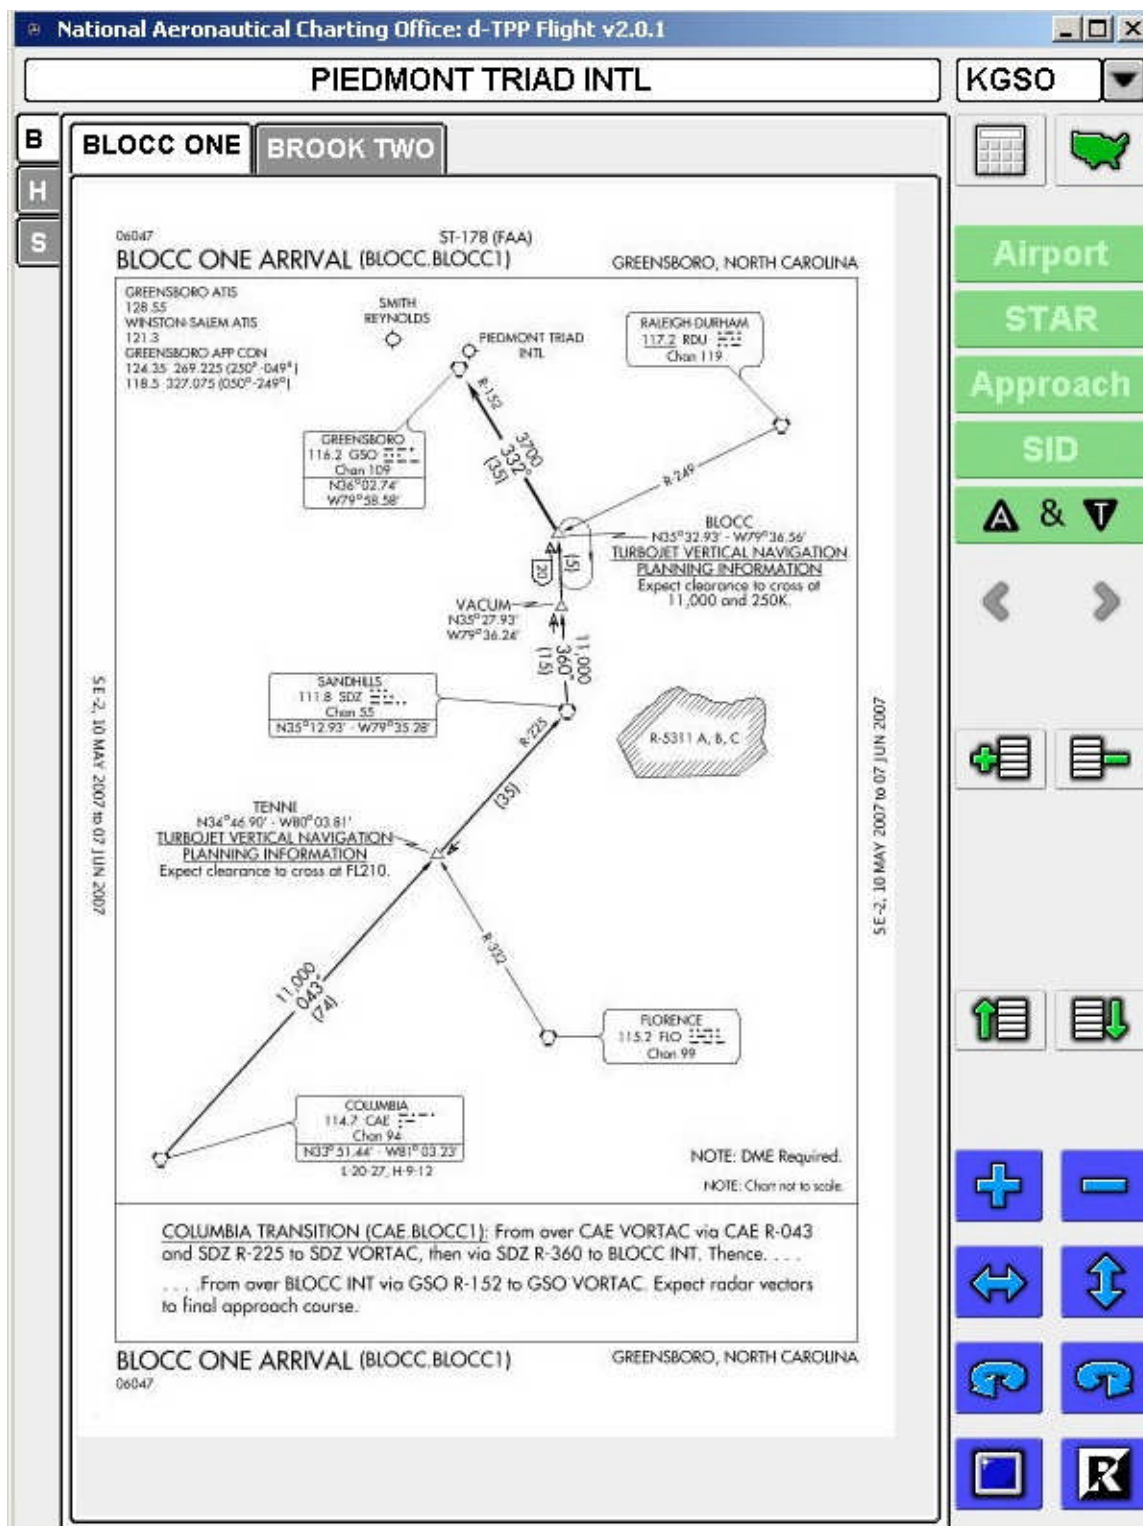 National Aeronautical Charting Office: d-TPP Flight v2.0.1
PIEDMONT TRIAD INTL
KGSO
B
H
S
BLOCC ONE
BROOK TWO
Airport
STAR
Approach
SID
A & T
R
06047
ST-178 (FAA)
BLOCC ONE ARRIVAL (BLOCC.BLOCC1)
GREENSBORO, NORTH CAROLINA
GREENSBORO ATIS
128.55
WINSTON-SALEM ATIS
121.3
GREENSBORO APP CON
124.35 269.225 (250°-049°)
118.5 327.075 (050°-249°)
SMITH
REYNOLDS
PIEDMONT TRIAD
INTL
RALEIGH-DURHAM
117.2 RDU
Chan 119
R-152
GREENSBORO
116.2 GSO
Chan 109
N36°02.74'
W79°58.58'
3700
332°
(35)
R-249
BLOCC
N35°32.93' - W79°36.56'
TURBOJET VERTICAL NAVIGATION
PLANNING INFORMATION
Expect clearance to cross at
11,000 and 250K.
20
(5)
VACUM
N35°27.93'
W79°36.24'
11,000
360°
(15)
SANDHILLS
111.8 SDZ
Chan 55
N35°12.93' - W79°35.28'
R-225
R-5311 A, B, C
(35)
TENNI
N34°46.90' - W80°03.81'
TURBOJET VERTICAL NAVIGATION
PLANNING INFORMATION
Expect clearance to cross at FL210.
R-332
11,000
043°
(74)
FLORENCE
115.2 FLO
Chan 99
COLUMBIA
114.7 CAE
Chan 94
N33°51.44' - W81°03.23'
L-20-27, H-9-12
NOTE: DME Required.
NOTE: Chart not to scale.
SE-2, 10 MAY 2007 to 07 JUN 2007
SE-2, 10 MAY 2007 to 07 JUN 2007
COLUMBIA TRANSITION (CAE.BLOCC1): From over CAE VORTAC via CAE R-043
and SDZ R-225 to SDZ VORTAC, then via SDZ R-360 to BLOCC INT. Thence. . . .
. . . .From over BLOCC INT via GSO R-152 to GSO VORTAC. Expect radar vectors
to final approach course.
BLOCC ONE ARRIVAL (BLOCC.BLOCC1)
GREENSBORO, NORTH CAROLINA
06047